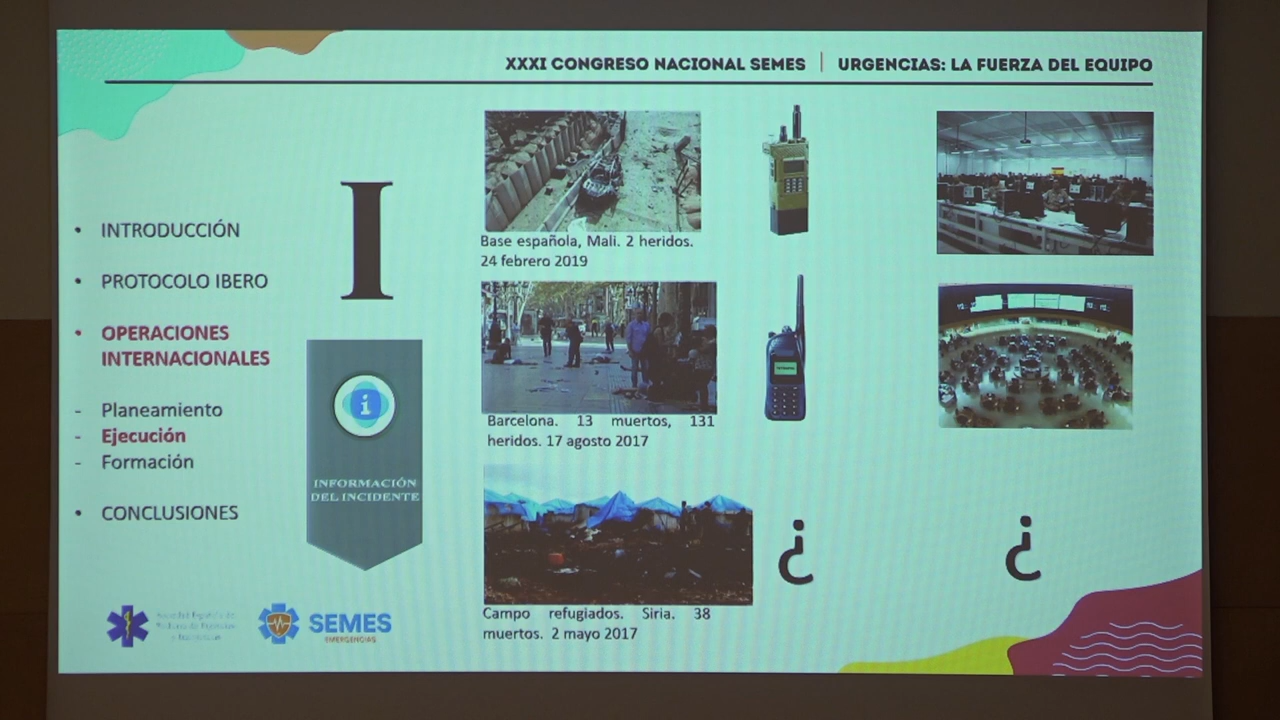 XXXI CONGRESO NACIONAL SEMES | URGENCIAS: LA FUERZA DEL EQUIPO
• INTRODUCCIÓN
• PROTOCOLO IBERO
• OPERACIONES
INTERNACIONALES
- Planeamiento
- Ejecución
- Formación
• CONCLUSIONES
I
i
INFORMACIÓN
DEL INCIDENTE
Base española, Mali. 2 heridos.
24 febrero 2019
Barcelona. 13 muertos, 131
heridos. 17 agosto 2017
Campo refugiados. Siria. 38
muertos. 2 mayo 2017
¿
¿
SEMES
EMERGENCIAS